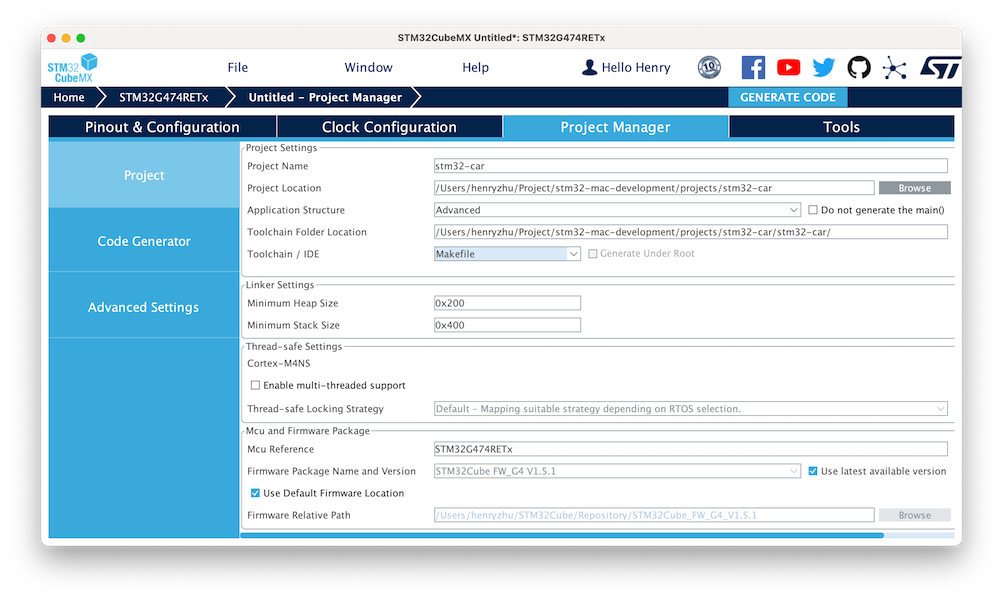 STM32CubeMX Untitled*: STM32G474RETx
STM32 CubeMX File Window Help Hello Henry 10
Home STM32G474RETx Untitled – Project Manager GENERATE CODE
Pinout & Configuration Clock Configuration Project Manager Tools
Project
Code Generator
Advanced Settings
Project Settings
Project Name stm32-car
Project Location /Users/henryzhu/Project/stm32-mac-development/projects/stm32-car Browse
Application Structure Advanced Do not generate the main()
Toolchain Folder Location /Users/henryzhu/Project/stm32-mac-development/projects/stm32-car/stm32-car/
Toolchain / IDE Makefile Generate Under Root
Linker Settings
Minimum Heap Size 0x200
Minimum Stack Size 0x400
Thread-safe Settings
Cortex-M4NS
Enable multi-threaded support
Thread-safe Locking Strategy Default – Mapping suitable strategy depending on RTOS selection.
Mcu and Firmware Package
Mcu Reference STM32G474RETx
Firmware Package Name and Version STM32Cube FW_G4 V1.5.1 Use latest available version
Use Default Firmware Location
Firmware Relative Path /Users/henryzhu/STM32Cube/Repository/STM32Cube_FW_G4_V1.5.1 Browse